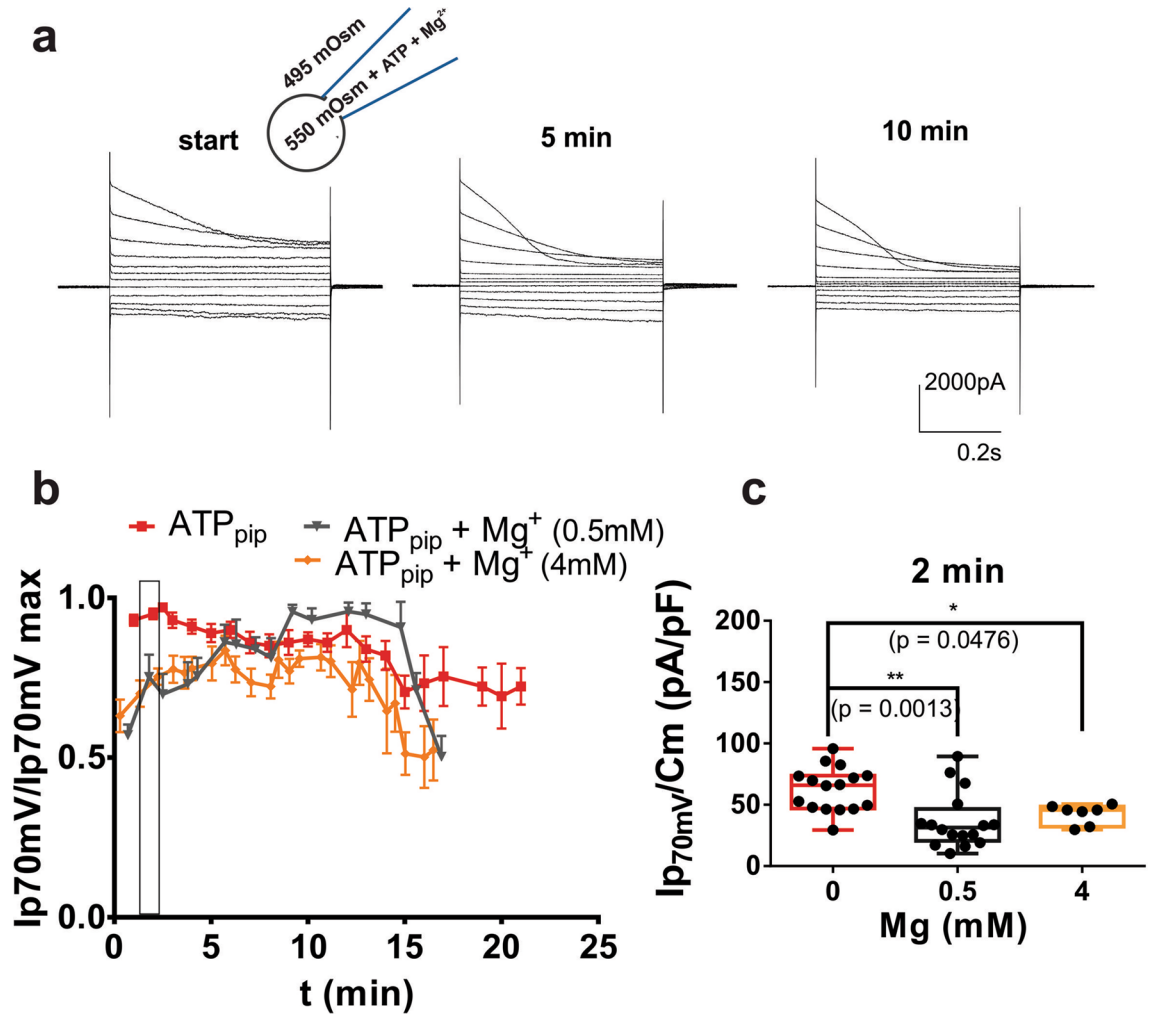 a
495 mOsm
550 mOsm + ATP + Mg²⁺
start
5 min
10 min
2000pA
0.2s
b
ATPpip
ATPpip + Mg⁺ (0.5mM)
ATPpip + Mg⁺ (4mM)
Ip70mV/Ip70mV max
1.0
0.5
0.0
0 5 10 15 20 25
t (min)
c
2 min
*
(p = 0.0476)
**
(p = 0.0013)
Ip70mV/Cm (pA/pF)
200
150
100
50
0
0 0.5 4
Mg (mM)